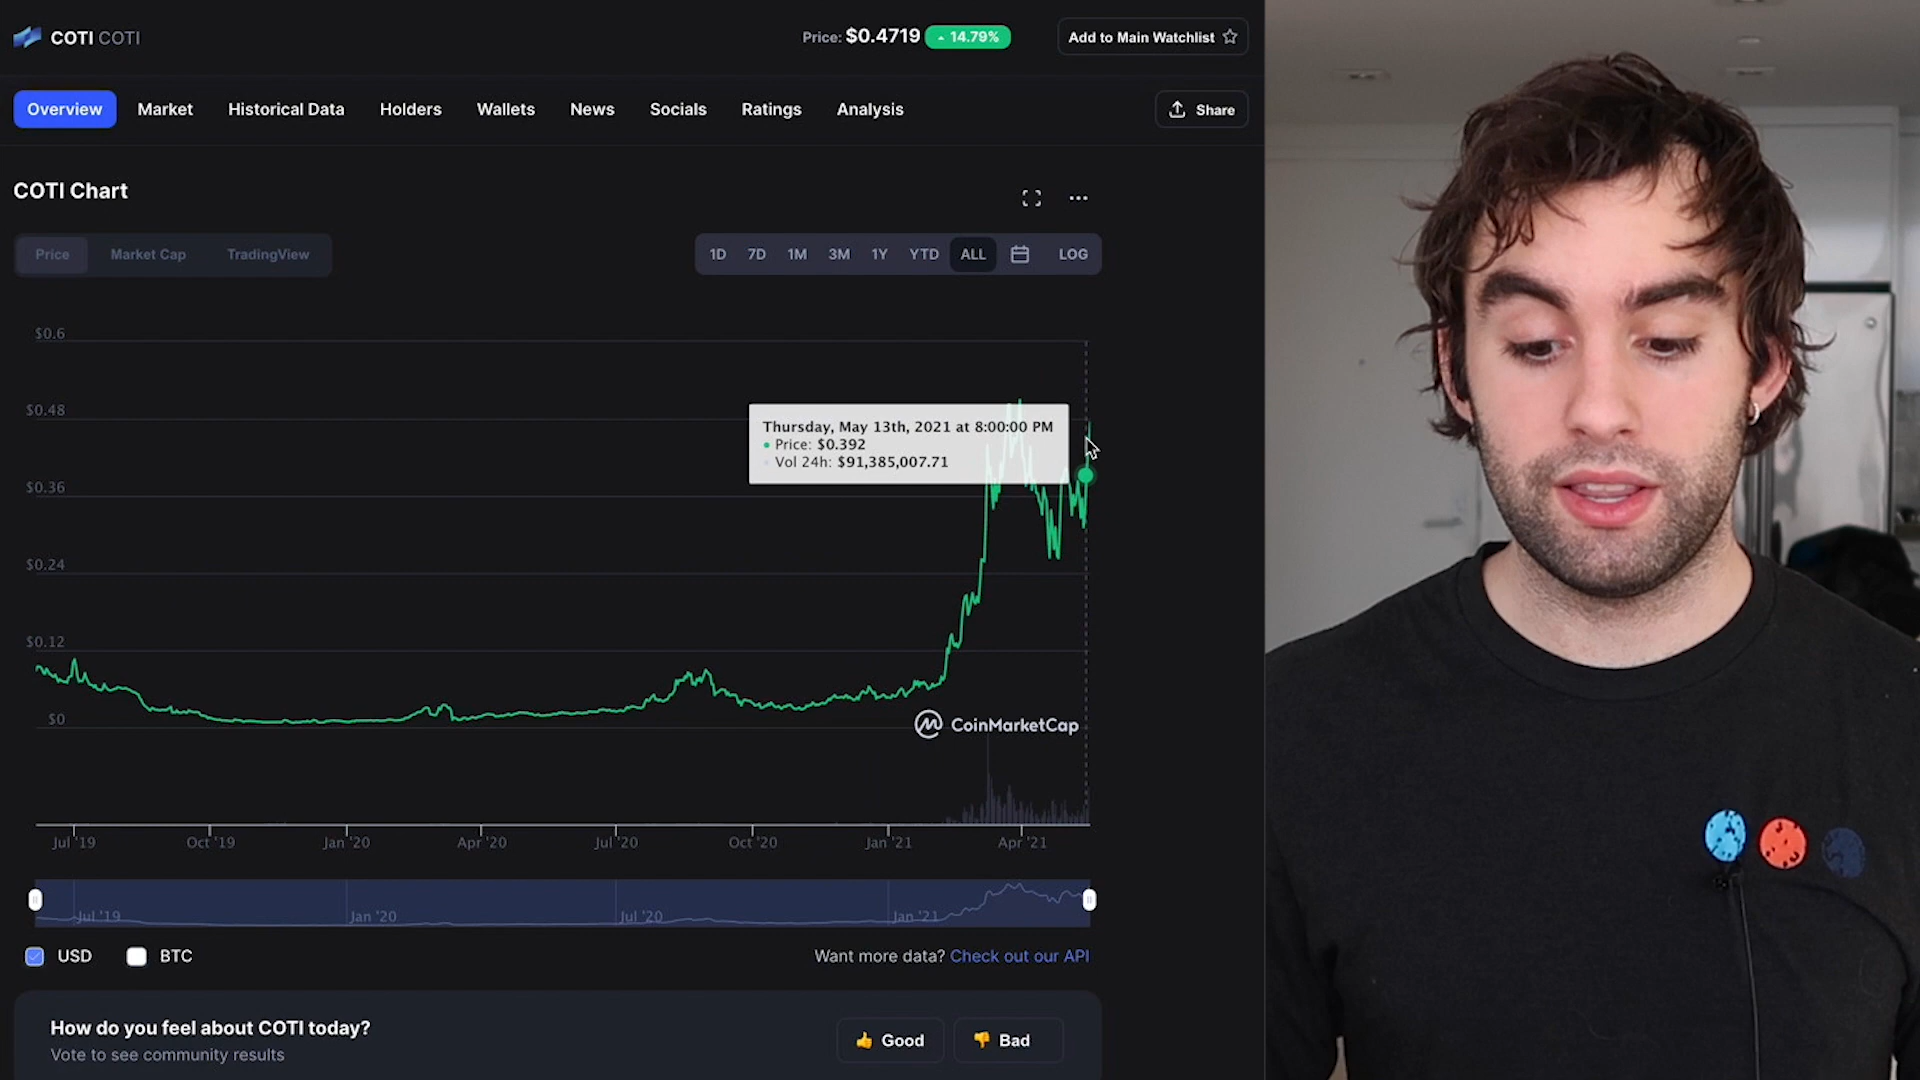 COTI COTI
Price: $0.4719 14.79%
Add to Main Watchlist
Overview Market Historical Data Holders Wallets News Socials Ratings Analysis
Share
COTI Chart
Price Market Cap TradingView
1D 7D 1M 3M 1Y YTD ALL LOG
$0.6
$0.48
Thursday, May 13th, 2021 at 8:00:00 PM
Price: $0.392
Vol 24h: $91,385,007.71
$0.36
$0.24
$0.12
$0
CoinMarketCap
Jul '19 Oct '19 Jan '20 Apr '20 Jul '20 Oct '20 Jan '21 Apr '21
Jul '19 Jan '20 Jul '20 Jan '21
USD BTC
Want more data? Check out our API
How do you feel about COTI today?
Vote to see community results
Good Bad